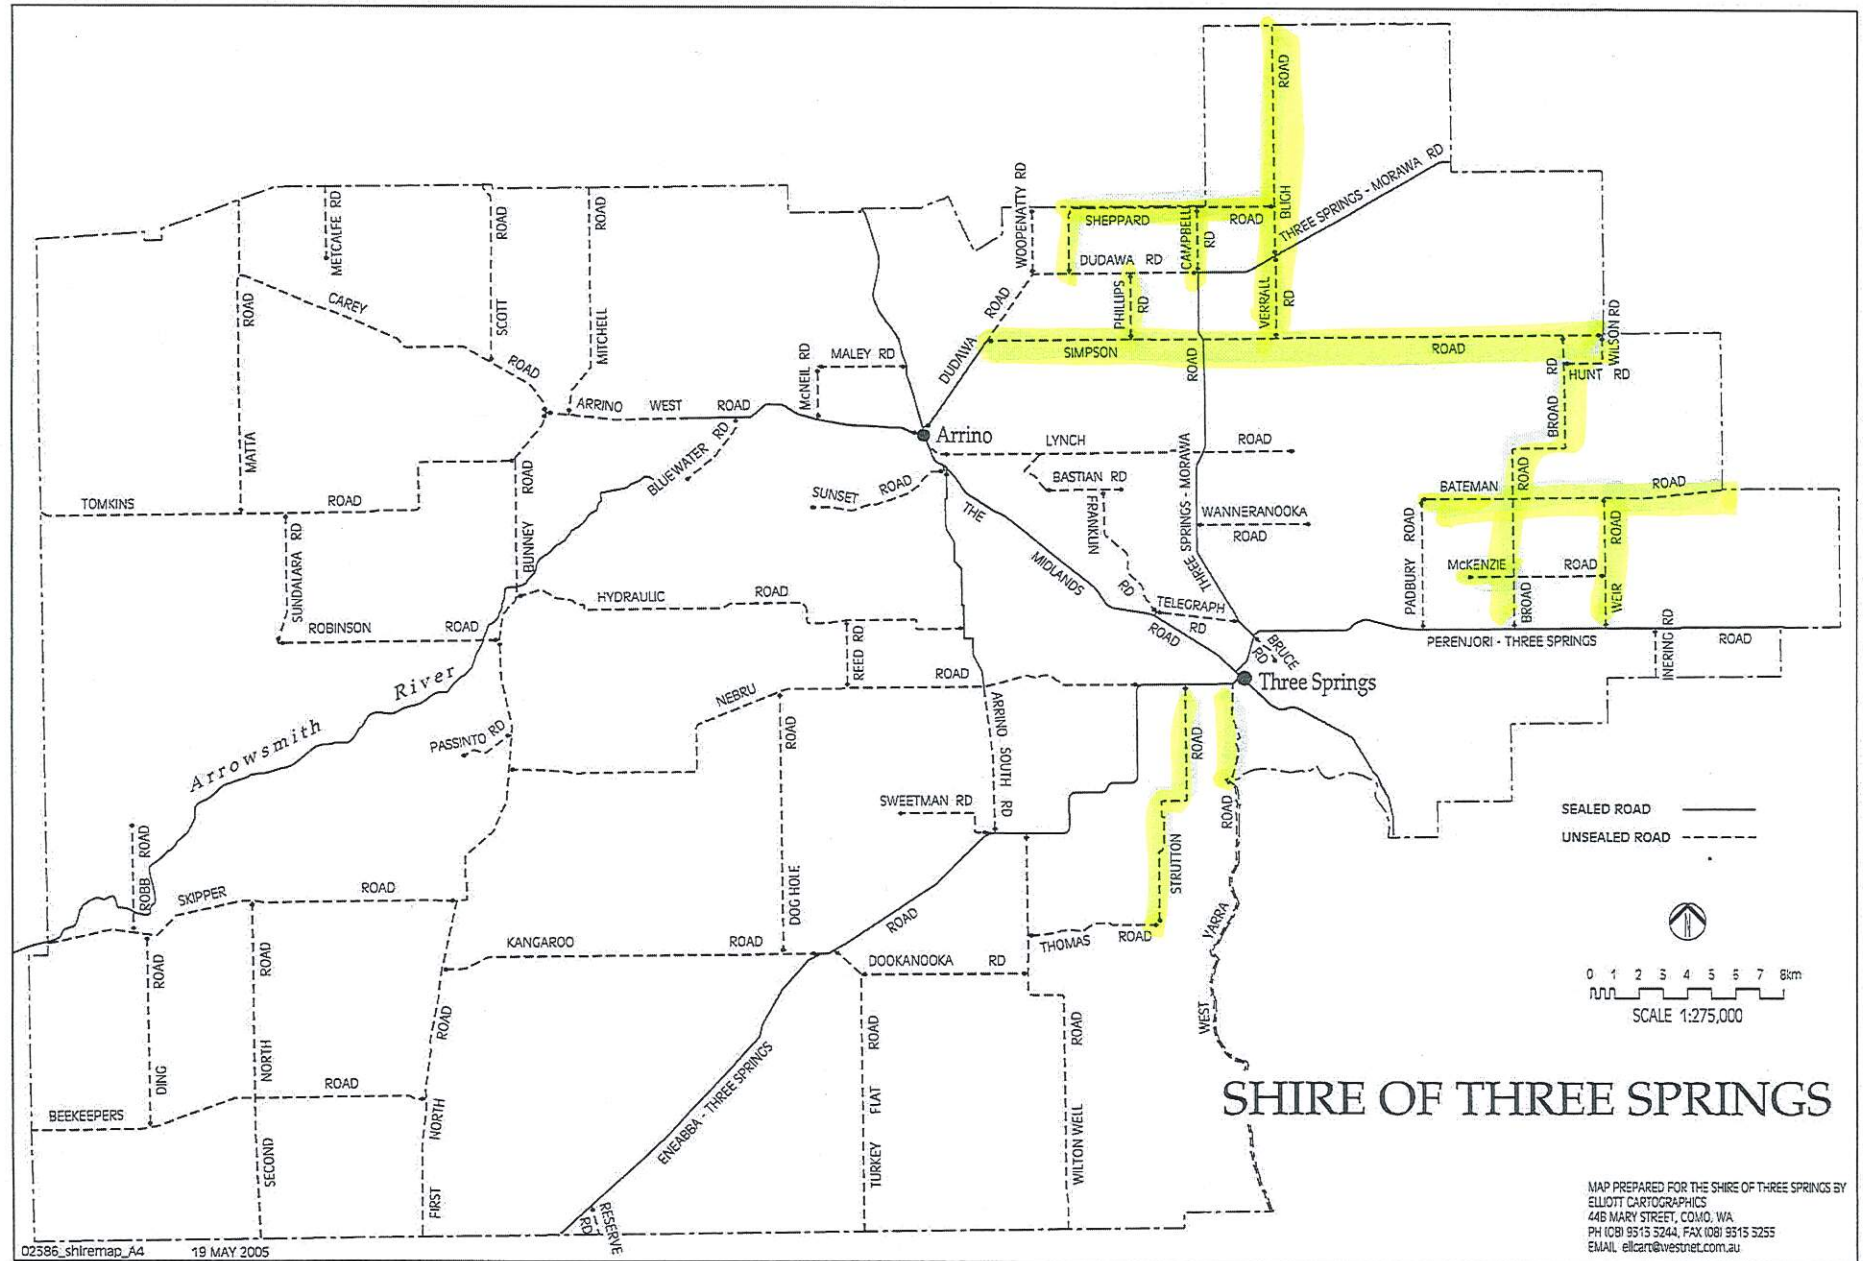 ROAD
BLIGH
THREE SPRINGS - MORAWA RD
WOOPENATTY RD
SHEPPARD ROAD
CAMPBELL RD
DUDAWA RD
METCALFE RD
ROAD
SCOTT
ROAD
MITCHELL
CAREY
ROAD
ROAD
MATTA
PHILLIPS RD
VERRALL RD
DUDAWA ROAD
SIMPSON ROAD
WILSON RD
HUNT RD
BROAD RD
ROAD
MALEY RD
McNEIL RD
ARRINO WEST ROAD
BLUEWATER RD
Arrino
LYNCH ROAD
BASTIAN RD
FRANKLIN RD
SUNSET ROAD
THE MIDLANDS ROAD
THREE SPRINGS - MORAWA ROAD
WANNERANOOKA
ROAD
BATEMAN ROAD
PADBURY ROAD
McKENZIE ROAD
BROAD
WEIR ROAD
TOMKINS ROAD
SUNDALARA RD
BUNNEY ROAD
HYDRAULIC ROAD
ROBINSON ROAD
REED RD
TELEGRAPH
RD
BRUCE RD
PERENJORI - THREE SPRINGS ROAD
INERING RD
Three Springs
Arrowsmith River
NEBRU ROAD
PASSINTO RD
ARRINO SOUTH RD
ROAD
DOG HOLE
SWEETMAN RD
STRUTTON ROAD
WEST YARRA ROAD
SEALED ROAD
UNSEALED ROAD
ROBB ROAD
SKIPPER ROAD
KANGAROO ROAD
ROAD
DOOKANOOKA RD
THOMAS ROAD
DING ROAD
SECOND NORTH ROAD
FIRST NORTH ROAD
BEEKEEPERS ROAD
ENEABBA - THREE SPRINGS
TURKEY FLAT ROAD
WILTON WELL ROAD
RESERVE RD
0 1 2 3 4 5 6 7 8km
SCALE 1:275,000
SHIRE OF THREE SPRINGS
MAP PREPARED FOR THE SHIRE OF THREE SPRINGS BY
ELLIOTT CARTOGRAPHICS
44B MARY STREET, COMO, WA
PH (08) 9313 3244, FAX (08) 9313 3255
EMAIL ellcart@westnet.com.au
02386_shiremap_A4 19 MAY 2005